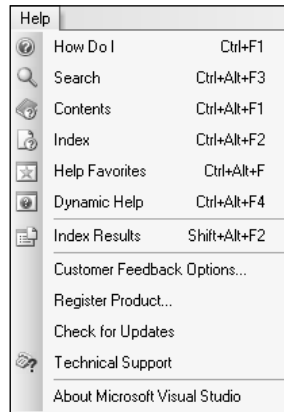 Help
How Do I Ctrl+F1
Search Ctrl+Alt+F3
Contents Ctrl+Alt+F1
Index Ctrl+Alt+F2
Help Favorites Ctrl+Alt+F
Dynamic Help Ctrl+Alt+F4
Index Results Shift+Alt+F2
Customer Feedback Options...
Register Product...
Check for Updates
Technical Support
About Microsoft Visual Studio